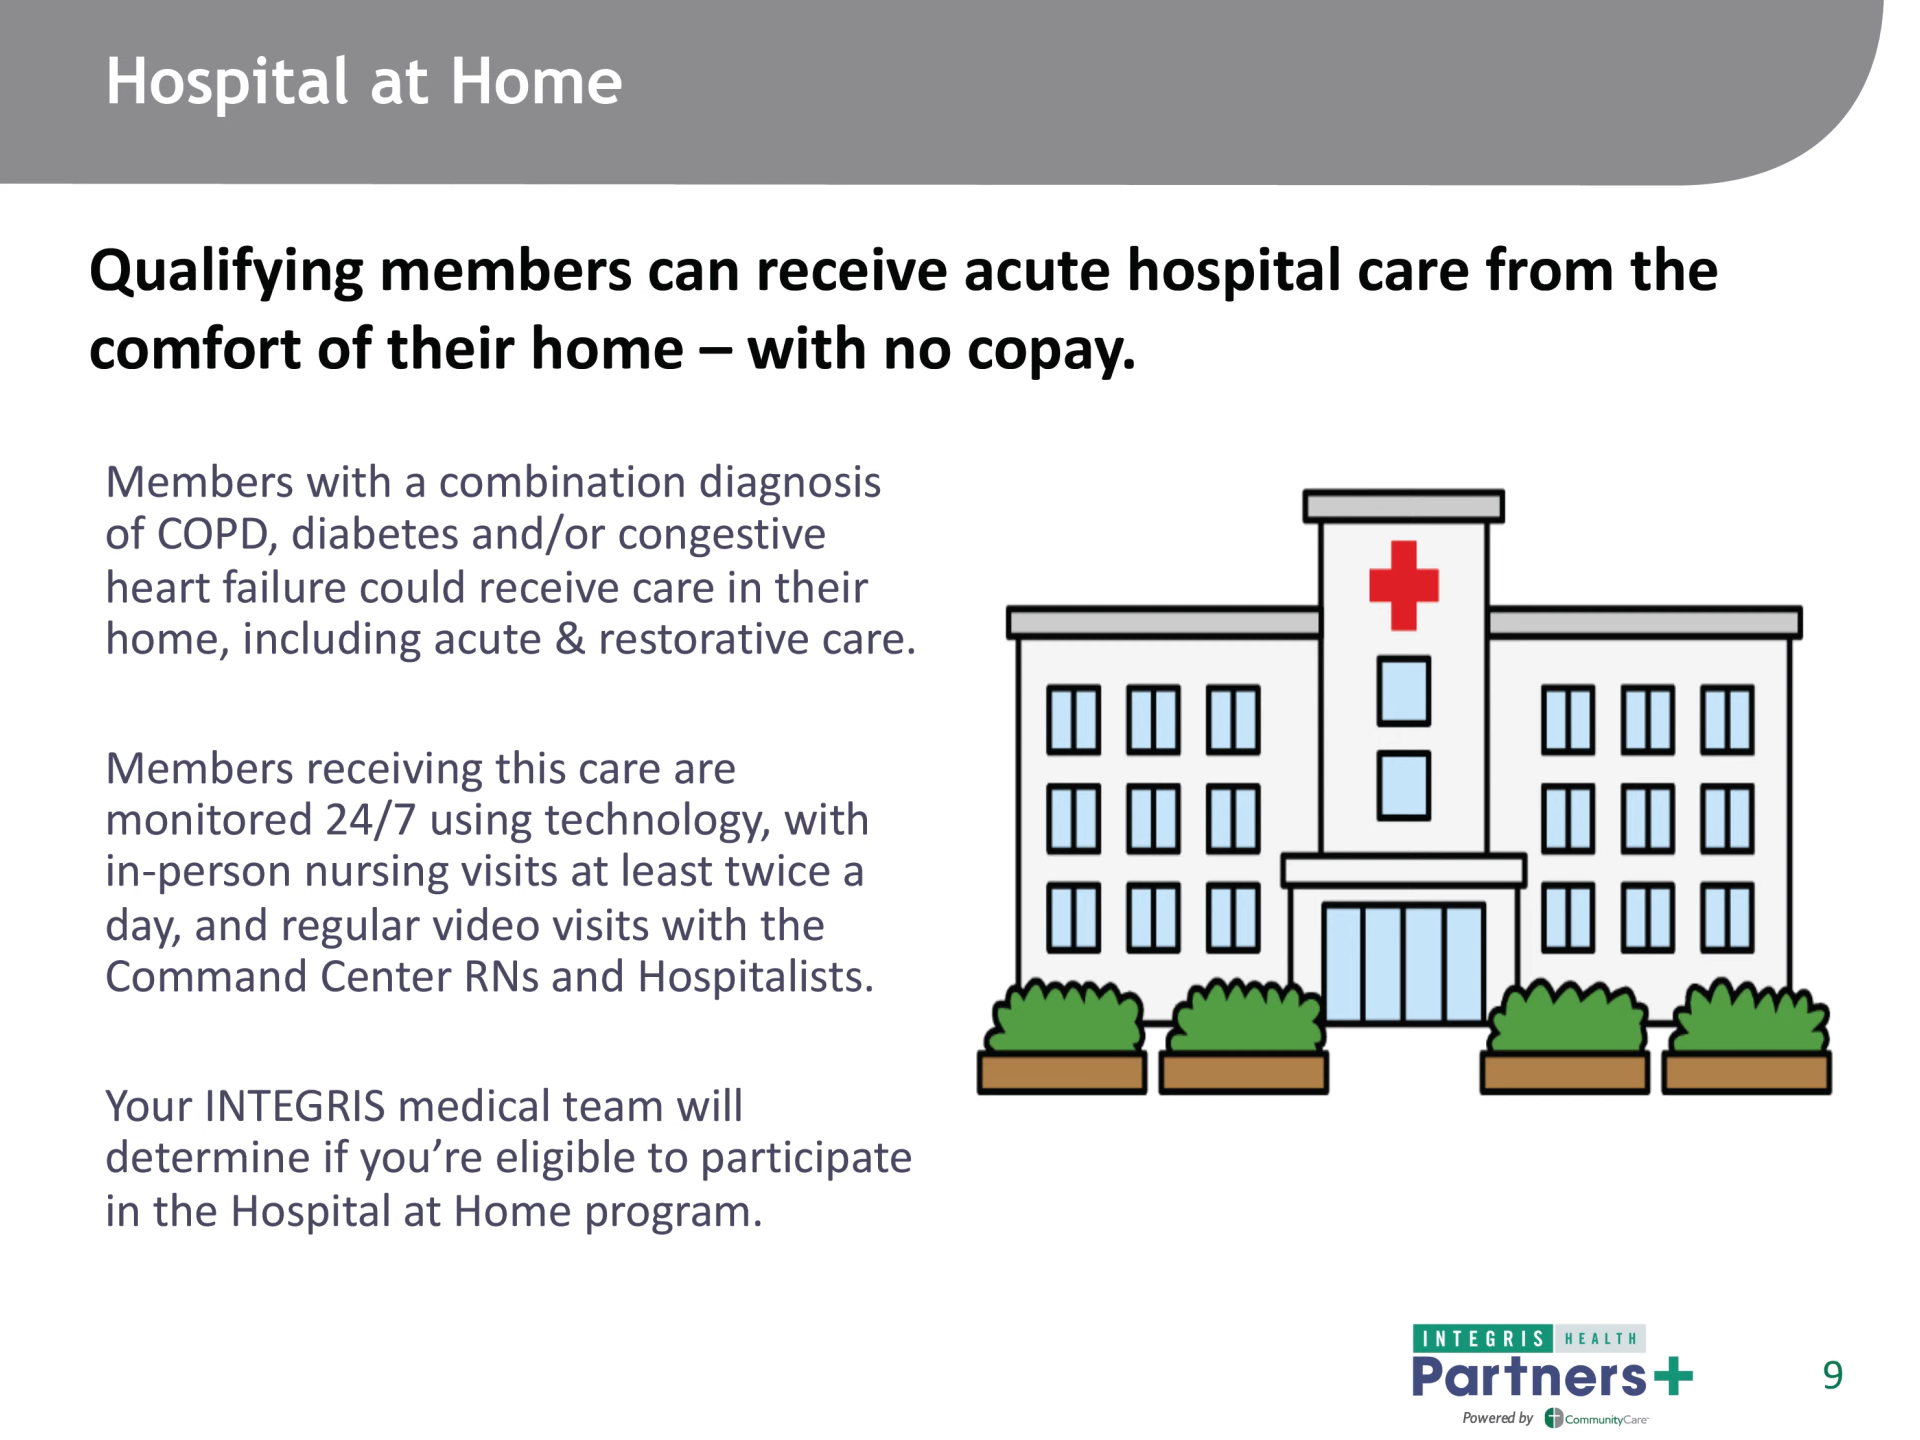 Hospital at Home
Qualifying members can receive acute hospital care from the
comfort of their home – with no copay.
Members with a combination diagnosis
of COPD, diabetes and/or congestive
heart failure could receive care in their
home, including acute & restorative care.
Members receiving this care are
monitored 24/7 using technology, with
in-person nursing visits at least twice a
day, and regular video visits with the
Command Center RNs and Hospitalists.
Your INTEGRIS medical team will
determine if you’re eligible to participate
in the Hospital at Home program.
INTEGRIS HEALTH
Partners+
Powered by CommunityCare
9